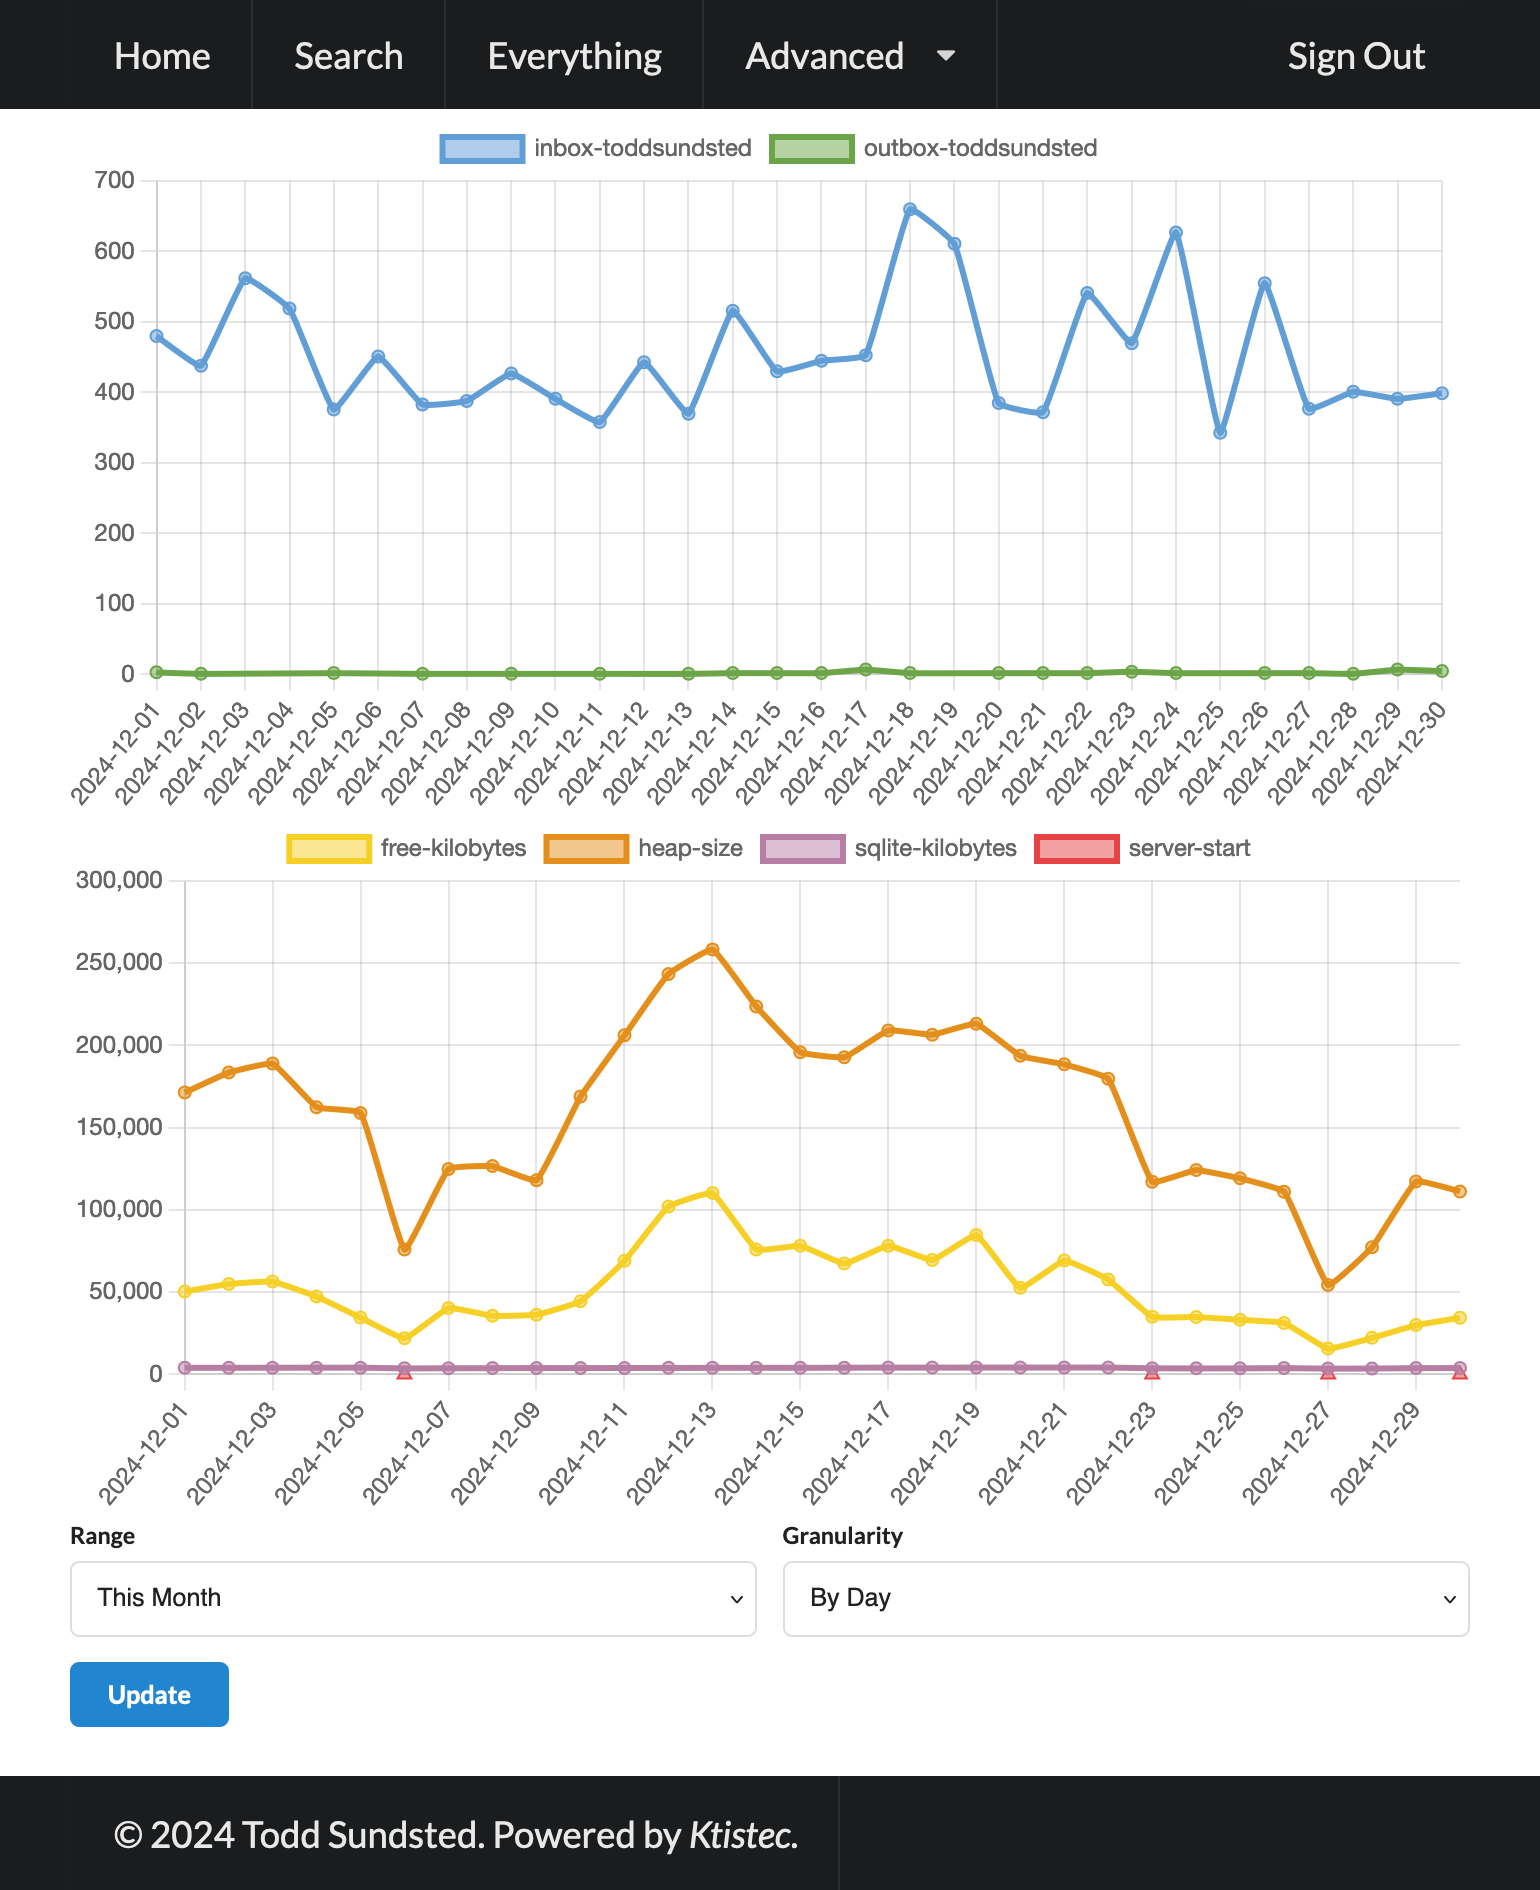 Home Search Everything Advanced Sign Out
inbox-toddsundsted outbox-toddsundsted
700
600
500
400
300
200
100
0
2024-12-01 2024-12-02 2024-12-03 2024-12-04 2024-12-05 2024-12-06 2024-12-07 2024-12-08 2024-12-09 2024-12-10 2024-12-11 2024-12-12 2024-12-13 2024-12-14 2024-12-15 2024-12-16 2024-12-17 2024-12-18 2024-12-19 2024-12-20 2024-12-21 2024-12-22 2024-12-23 2024-12-24 2024-12-25 2024-12-26 2024-12-27 2024-12-28 2024-12-29 2024-12-30
free-kilobytes heap-size sqlite-kilobytes server-start
300,000
250,000
200,000
150,000
100,000
50,000
0
2024-12-01 2024-12-03 2024-12-05 2024-12-07 2024-12-09 2024-12-11 2024-12-13 2024-12-15 2024-12-17 2024-12-19 2024-12-21 2024-12-23 2024-12-25 2024-12-27 2024-12-29
Range Granularity
This Month By Day
Update
© 2024 Todd Sundsted. Powered by Ktistec.